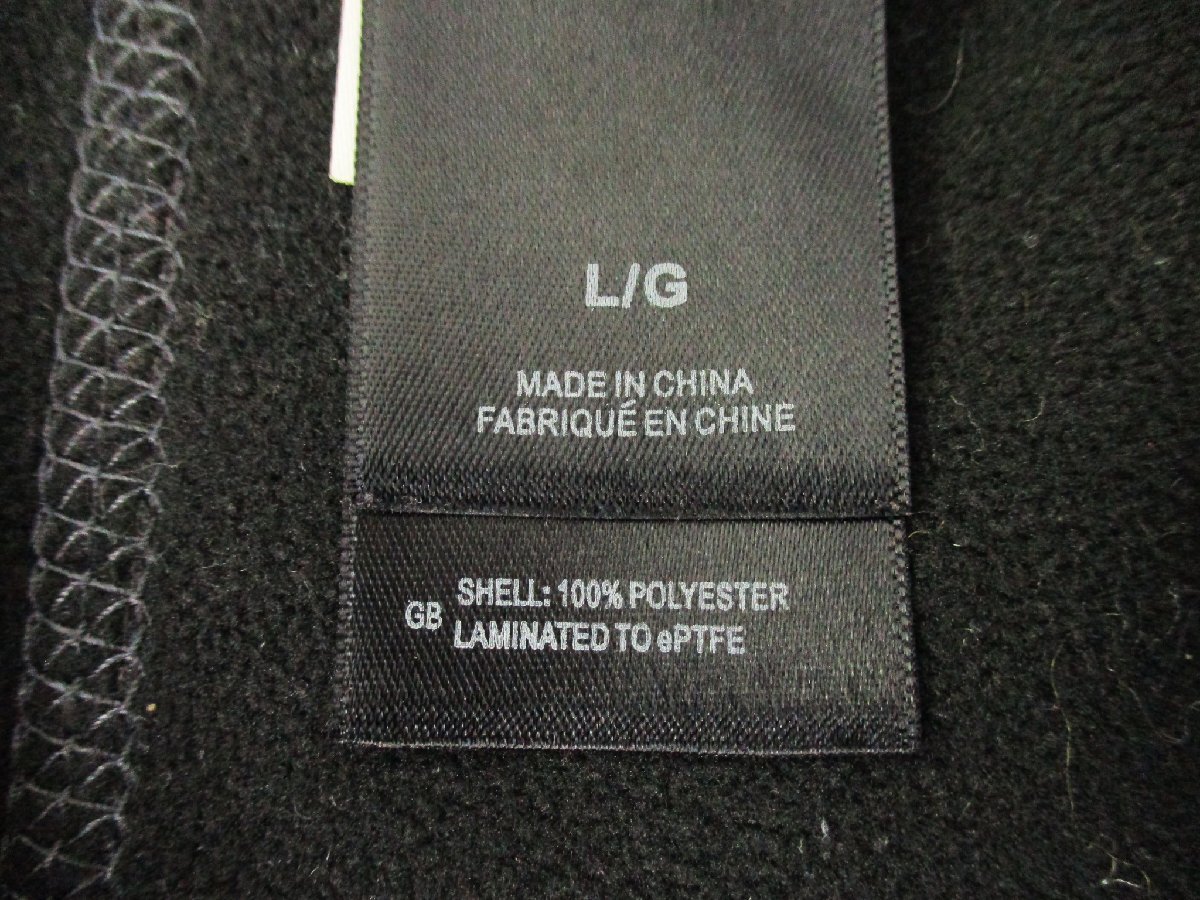 L/G
MADE IN CHINA
FABRIQUÉ EN CHINE
GB SHELL: 100% POLYESTER
LAMINATED TO ePTFE